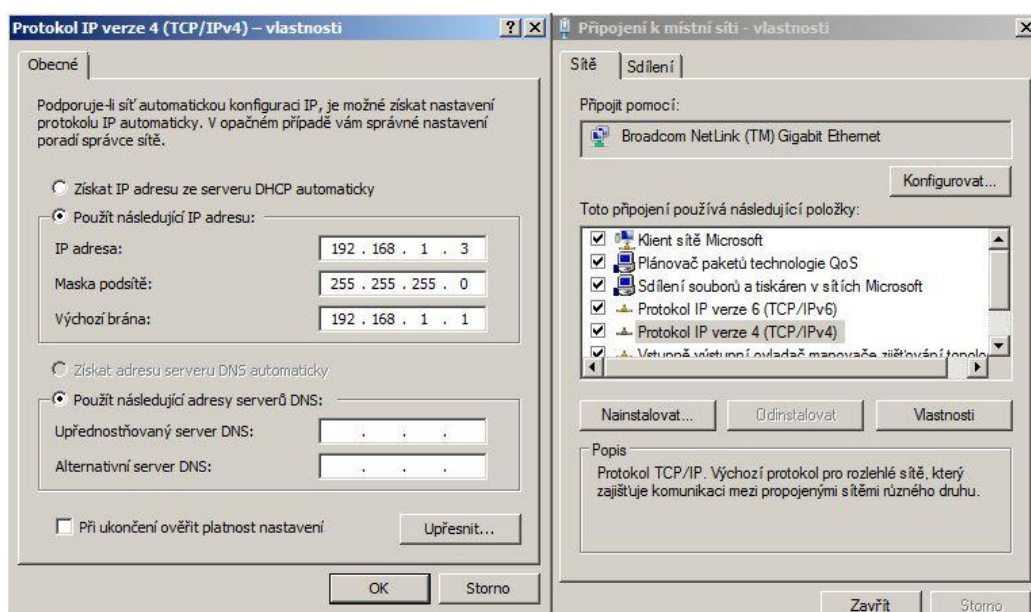 Protokol IP verze 4 (TCP/IPv4) – vlastnosti
Obecné
Podporuje-li síť automatickou konfiguraci IP, je možné získat nastavení
protokolu IP automaticky. V opačném případě vám správné nastavení
poradí správce sítě.
Získat IP adresu ze serveru DHCP automaticky
Použít následující IP adresu:
IP adresa: 192 . 168 . 1 . 3
Maska podsítě: 255 . 255 . 255 . 0
Výchozí brána: 192 . 168 . 1 . 1
Získat adresu serveru DNS automaticky
Použít následující adresy serverů DNS:
Upřednostňovaný server DNS: . . .
Alternativní server DNS: . . .
Při ukončení ověřit platnost nastavení
Upřesnit...
OK Storno
Připojení k místní síti - vlastnosti
Sítě Sdílení
Připojit pomocí:
Broadcom NetLink (TM) Gigabit Ethernet
Konfigurovat...
Toto připojení používá následující položky:
Klient sítě Microsoft
Plánovač paketů technologie QoS
Sdílení souborů a tiskáren v sítích Microsoft
Protokol IP verze 6 (TCP/IPv6)
Protokol IP verze 4 (TCP/IPv4)
Vstupně výstupní ovladač mapovače zjišťování topolo
Nainstalovat... Odinstalovat Vlastnosti
Popis
Protokol TCP/IP. Výchozí protokol pro rozlehlé sítě, který
zajišťuje komunikaci mezi propojenými sítěmi různého druhu.
Zavřít Storno